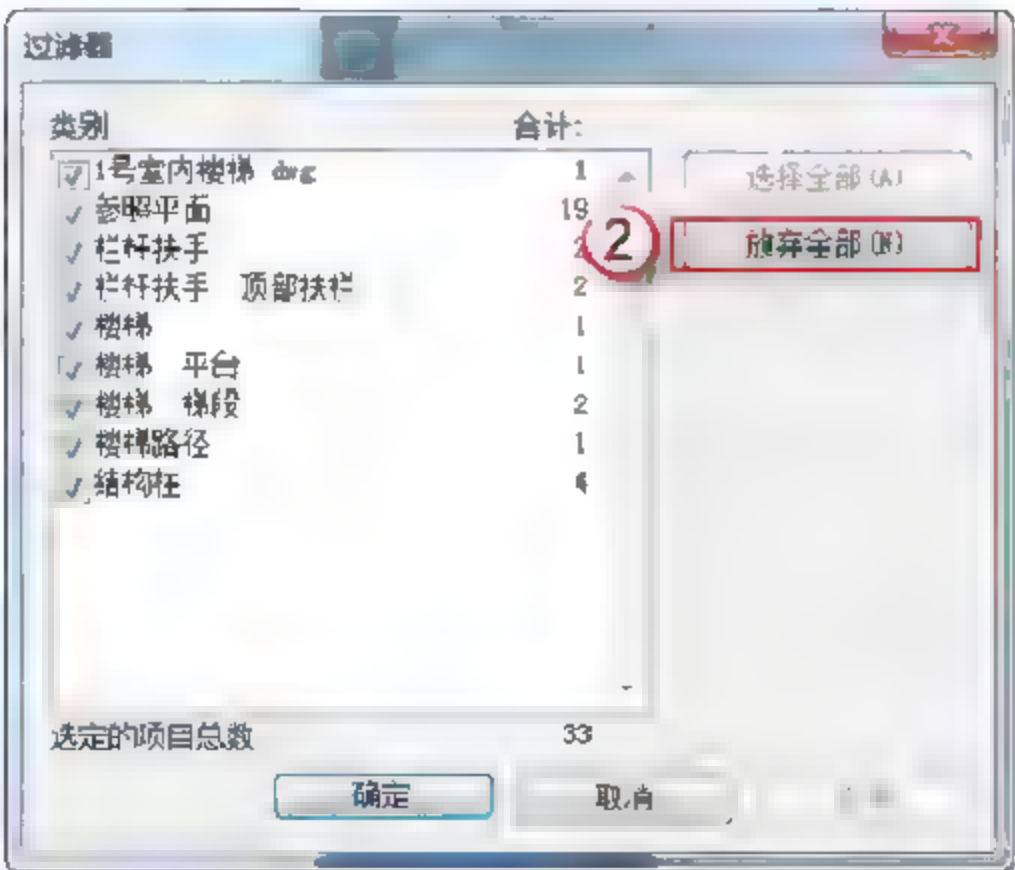 过滤器
类别 合计:
1号室内楼梯 dwg 1
选择全部(A)
参照平面 19
栏杆扶手 2
② 放弃全部(N)
栏杆扶手 顶部扶栏 2
楼梯 1
楼梯 平台 1
楼梯 梯段 2
楼梯路径 1
结构柱
选定的项目总数 33
确定 取消